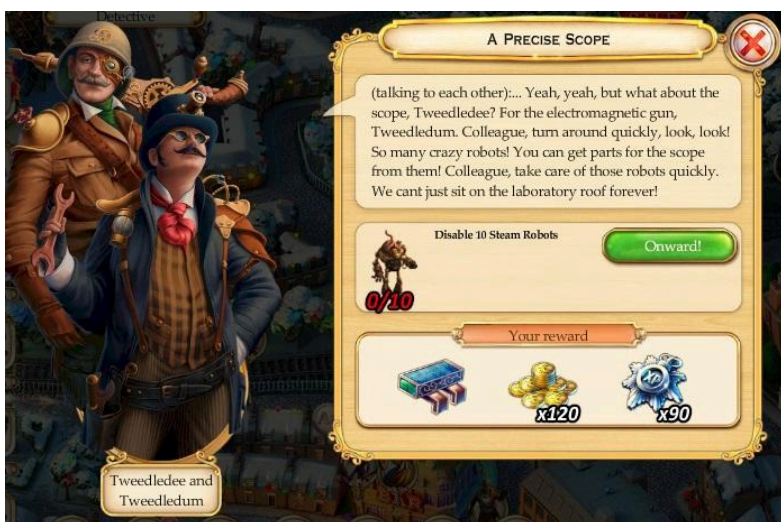 Detective
A Precise Scope
(talking to each other):... Yeah, yeah, but what about the
scope, Tweedledee? For the electromagnetic gun,
Tweedledum. Colleague, turn around quickly, look, look!
So many crazy robots! You can get parts for the scope
from them! Colleague, take care of those robots quickly.
We cant just sit on the laboratory roof forever!
Disable 10 Steam Robots
Onward!
0/10
Your reward
XP
x120
x90
Tweedledee and
Tweedledum